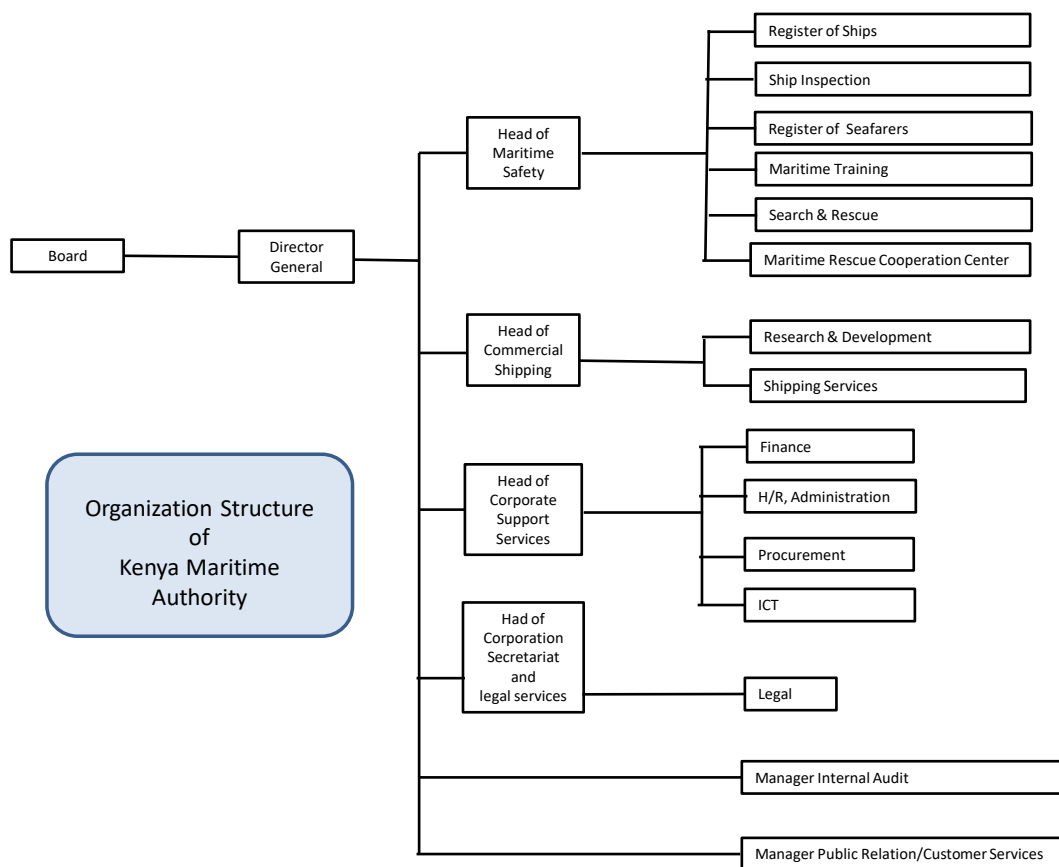 Register of Ships
Ship Inspection
Head of
Maritime
Safety
Register of Seafarers
Maritime Training
Search & Rescue
Board
Director
General
Maritime Rescue Cooperation Center
Head of
Commercial
Shipping
Research & Development
Shipping Services
Finance
Head of
Corporate
Support
Services
H/R, Administration
Procurement
ICT
Organization Structure
of
Kenya Maritime
Authority
Had of
Corporation
Secretariat
and
legal services
Legal
Manager Internal Audit
Manager Public Relation/Customer Services